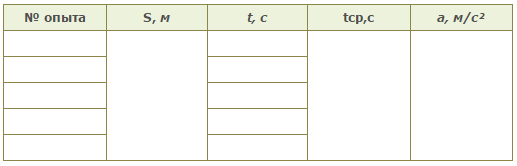 № опыта S, м t, с tср,с а, м/с²